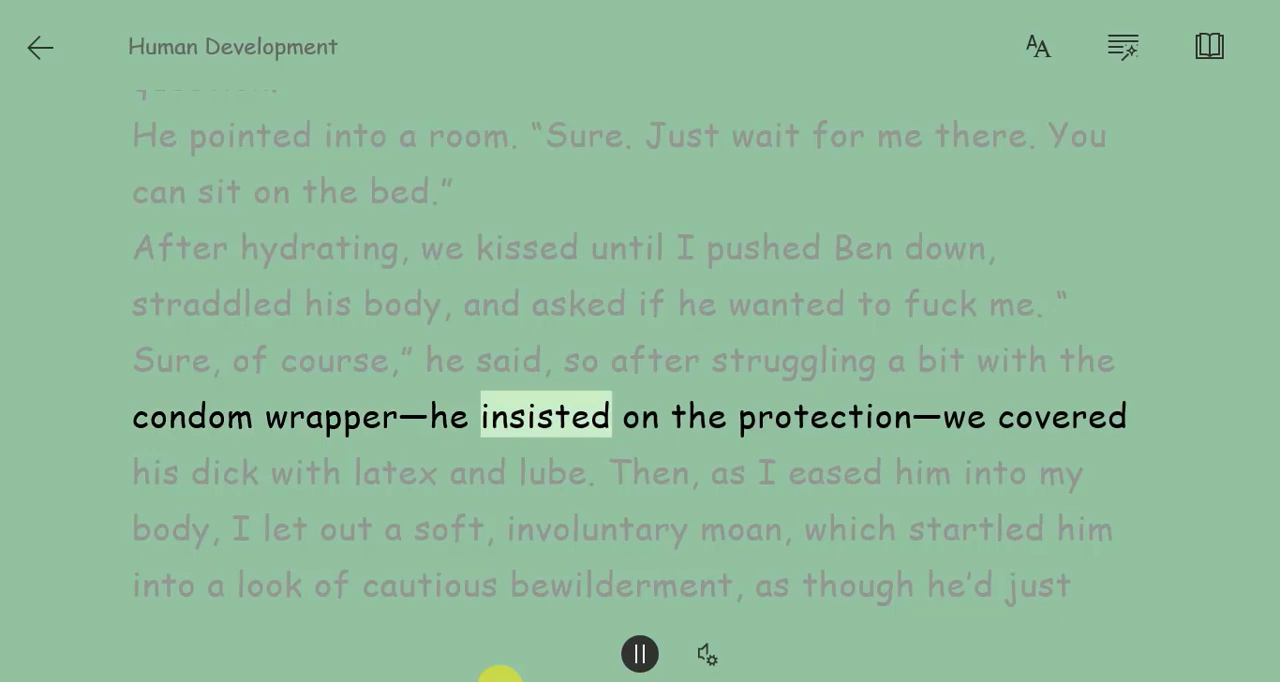 Human Development
He pointed into a room. “Sure. Just wait for me there. You
can sit on the bed.”
After hydrating, we kissed until I pushed Ben down,
straddled his body, and asked if he wanted to fuck me. “
Sure, of course,” he said, so after struggling a bit with the
condom wrapper—he insisted on the protection—we covered
his dick with latex and lube. Then, as I eased him into my
body, I let out a soft, involuntary moan, which startled him
into a look of cautious bewilderment, as though he’d just